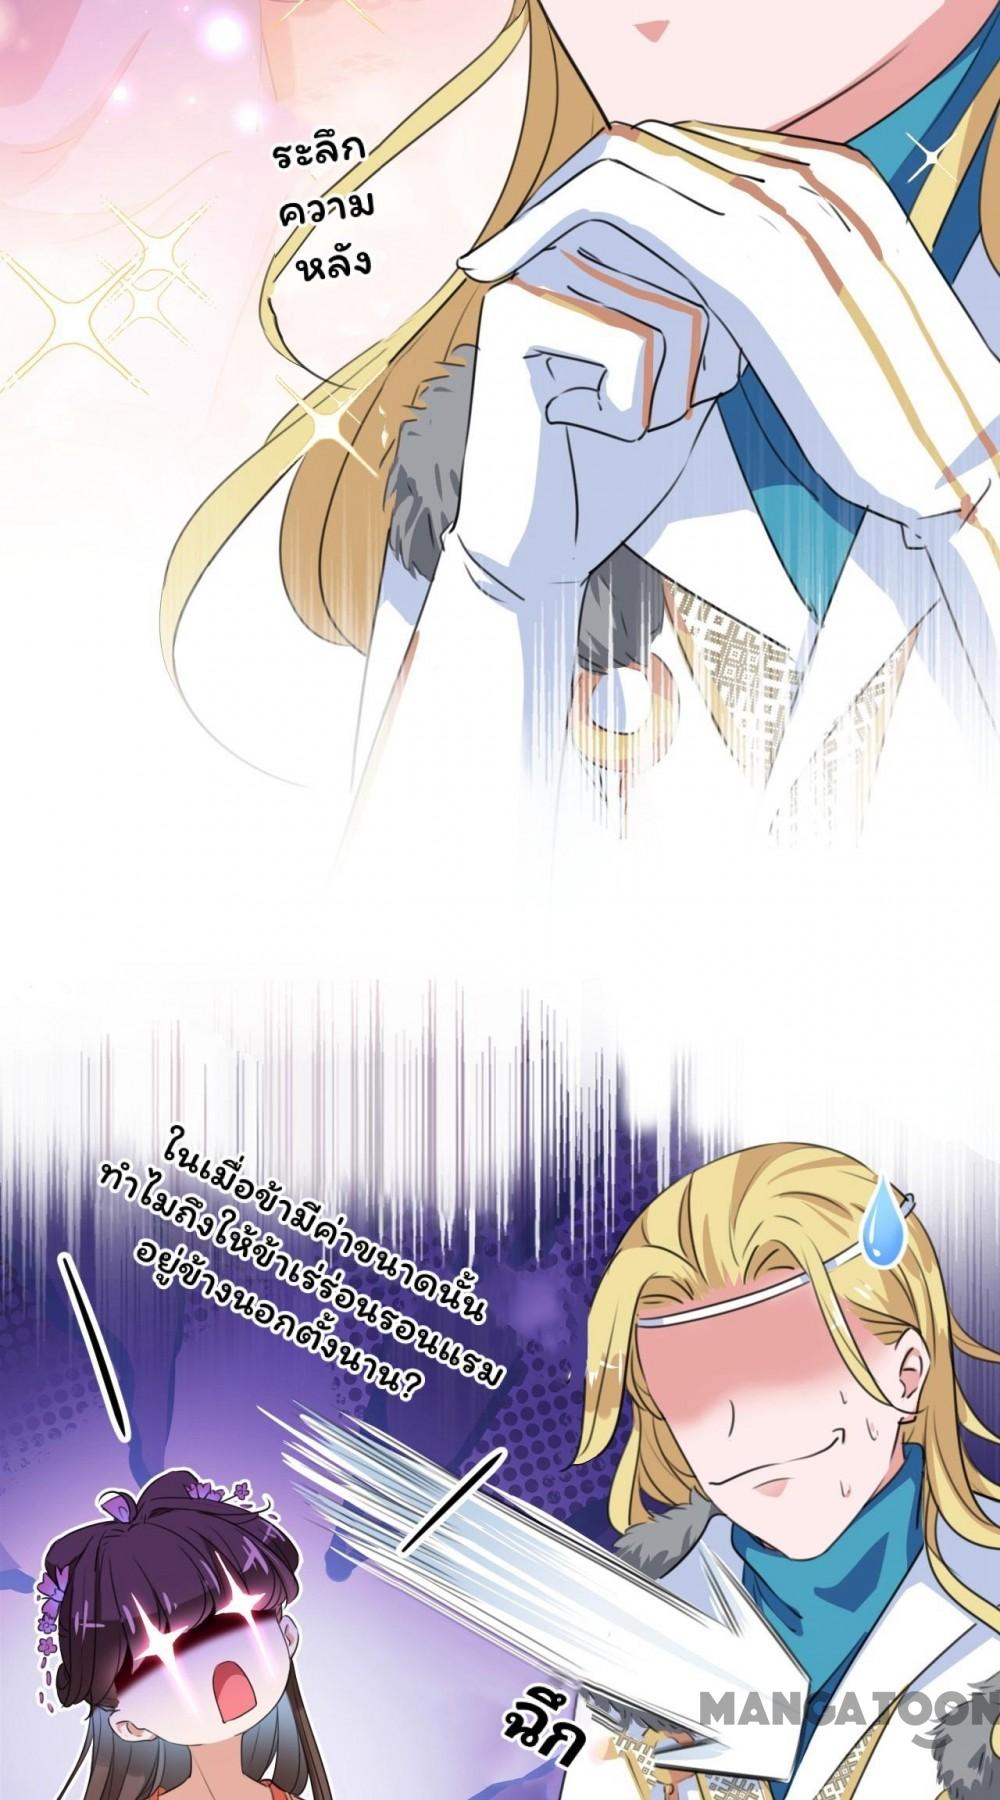 ระลึก
ความ
หลัง
ในเมื่อข้ามีค่าขนาดนั้น
ทำไมถึงให้ข้าเร่ร่อนรอนแรม
อยู่ข้างนอกตั้งนาน?
ฉึก
MANGATOON